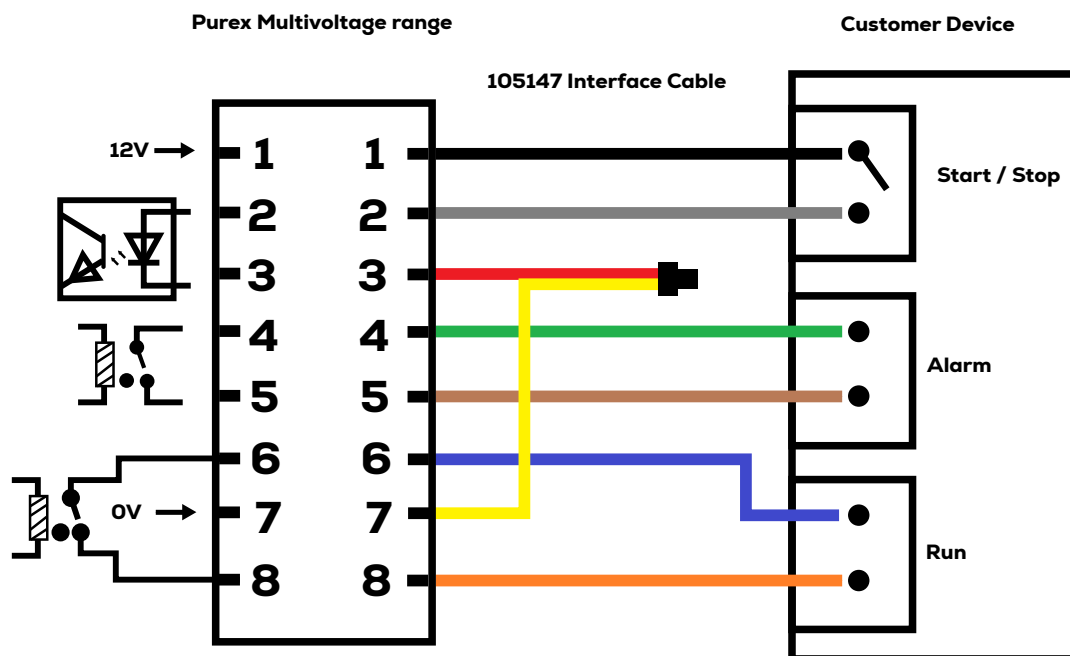 Purex Multivoltage range
Customer Device
105147 Interface Cable
12V
1 1
Start / Stop
2 2
3 3
4 4
Alarm
5 5
6 6
0V
7 7
Run
8 8